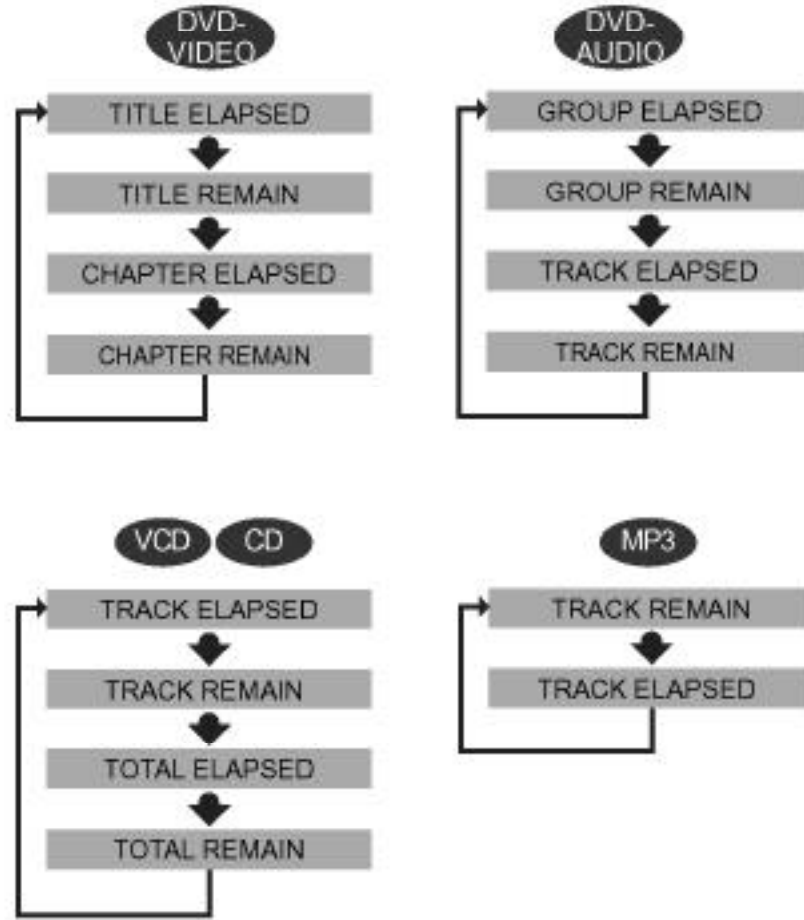 DVD-
VIDEO
TITLE ELAPSED
TITLE REMAIN
CHAPTER ELAPSED
CHAPTER REMAIN
DVD-
AUDIO
GROUP ELAPSED
GROUP REMAIN
TRACK ELAPSED
TRACK REMAIN
VCD CD
TRACK ELAPSED
TRACK REMAIN
TOTAL ELAPSED
TOTAL REMAIN
MP3
TRACK REMAIN
TRACK ELAPSED